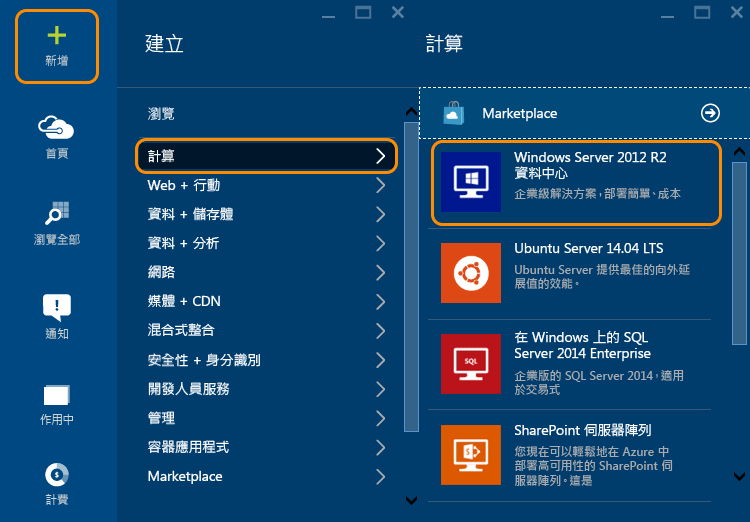 新增
首頁
瀏覽全部
通知
作用中
計費
建立
瀏覽
計算
Web + 行動
資料 + 儲存體
資料 + 分析
網路
媒體 + CDN
混合式整合
安全性 + 身分識別
開發人員服務
管理
容器應用程式
Marketplace
計算
Marketplace
Windows Server 2012 R2
資料中心
企業級解決方案，部署簡單、成本
Ubuntu Server 14.04 LTS
Ubuntu Server 提供最佳的向外延
展值的效能。
SQL
在 Windows 上的 SQL
Server 2014 Enterprise
企業版的 SQL Server 2014，適用
於交易式
SharePoint 伺服器陣列
您現在可以輕鬆地在 Azure 中
部署高可用性的 SharePoint 伺
服器陣列。這是